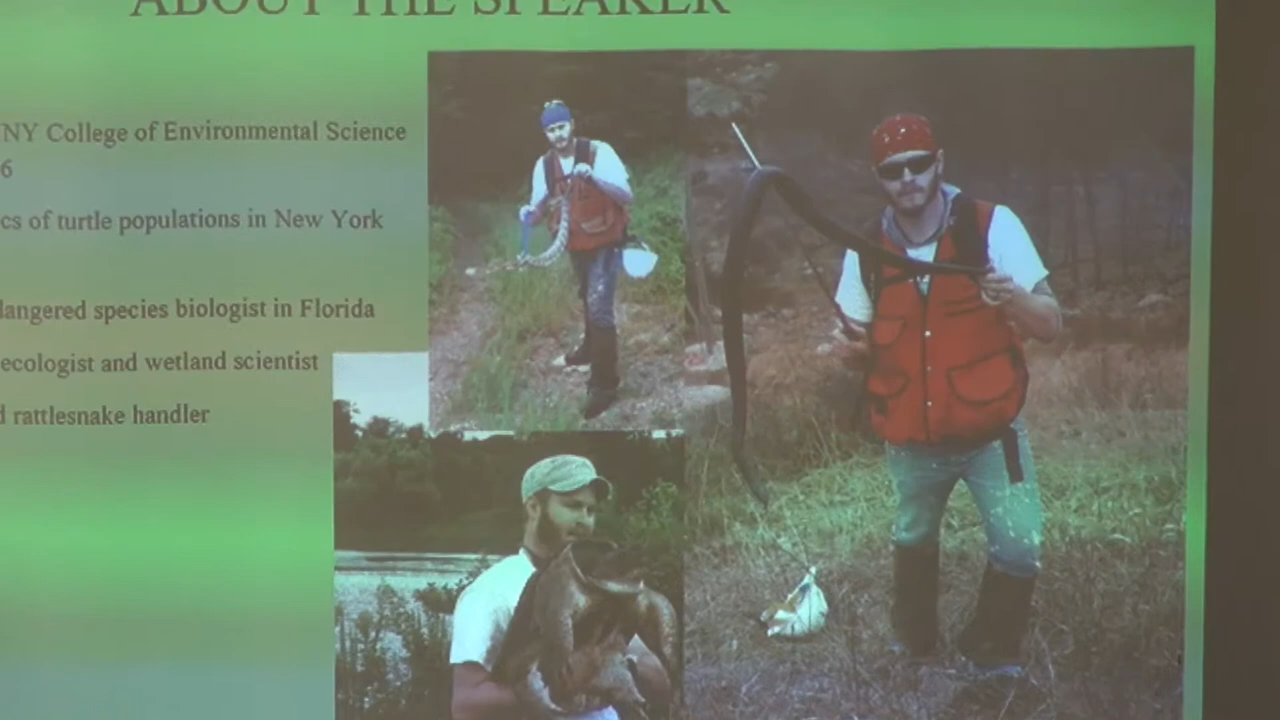 ABOUT THE SPEAKER
NY College of Environmental Science
6
cs of turtle populations in New York
dangered species biologist in Florida
ecologist and wetland scientist
d rattlesnake handler